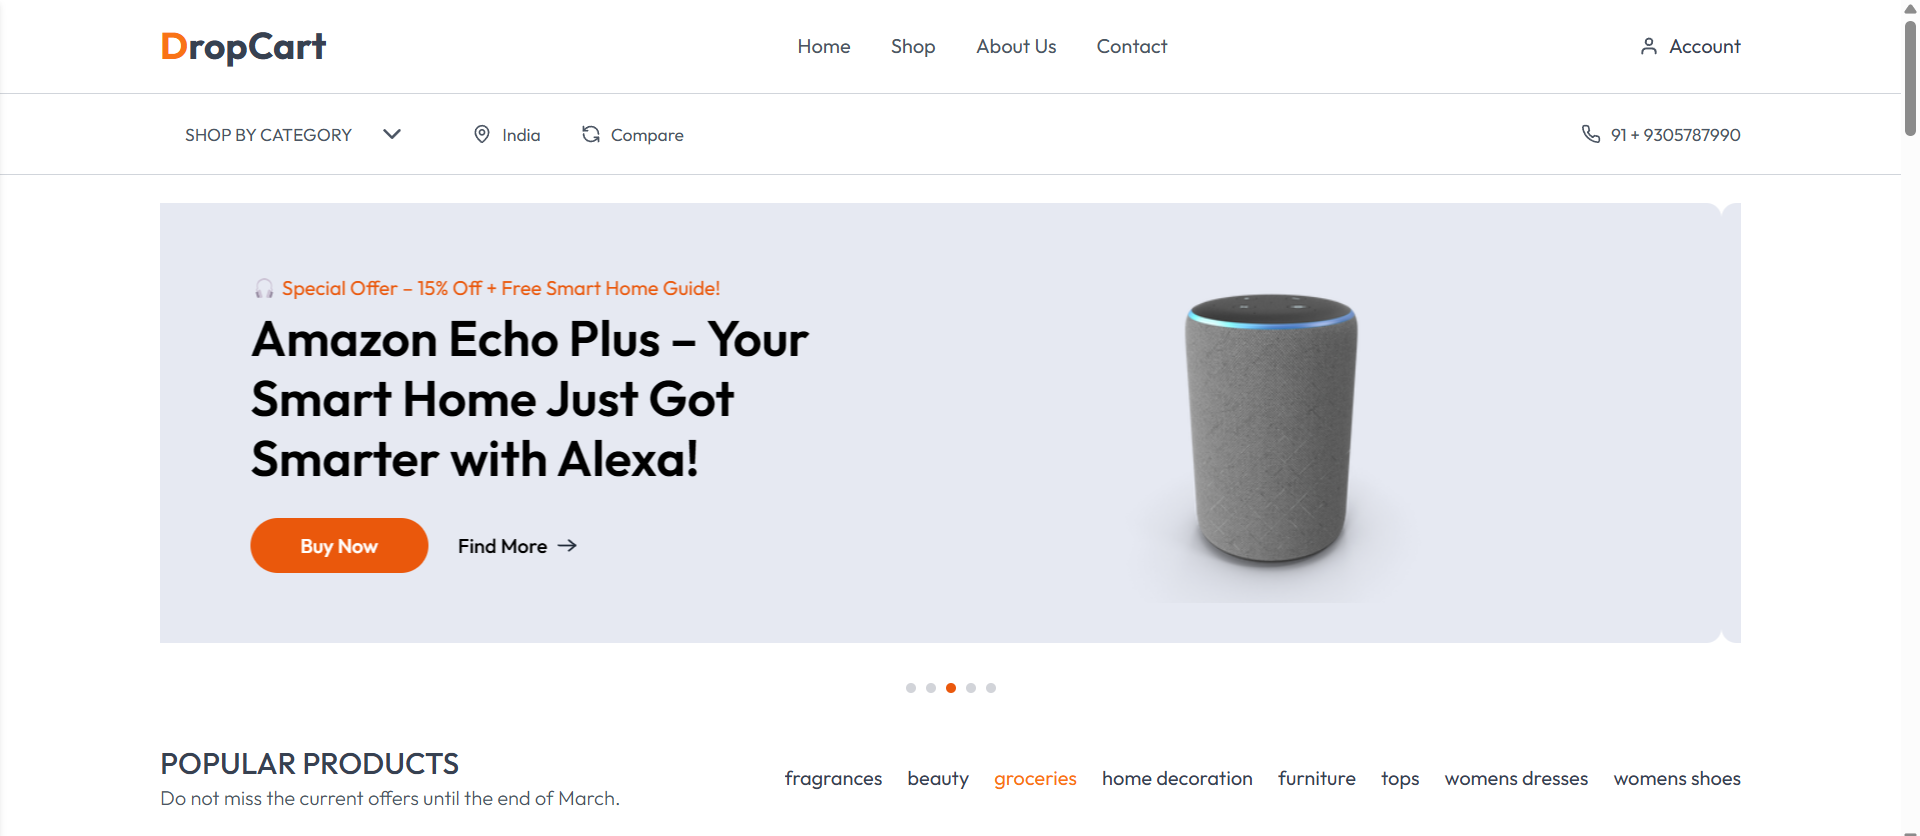 DropCart
Home Shop About Us Contact
Account
SHOP BY CATEGORY
India
Compare
91 + 9305787990
🎧 Special Offer – 15% Off + Free Smart Home Guide!
Amazon Echo Plus – Your
Smart Home Just Got
Smarter with Alexa!
Buy Now
Find More →
POPULAR PRODUCTS
Do not miss the current offers until the end of March.
fragrances beauty groceries home decoration furniture tops womens dresses womens shoes